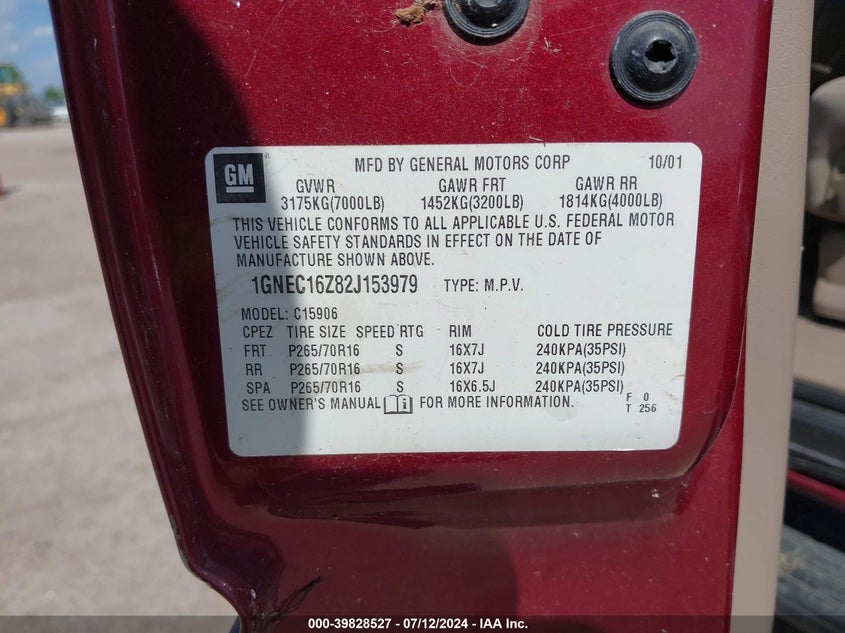 GM
MFD BY GENERAL MOTORS CORP 10/01
GVWR GAWR FRT GAWR RR
3175KG(7000LB) 1452KG(3200LB) 1814KG(4000LB)
THIS VEHICLE CONFORMS TO ALL APPLICABLE U.S. FEDERAL MOTOR
VEHICLE SAFETY STANDARDS IN EFFECT ON THE DATE OF
MANUFACTURE SHOWN ABOVE.
1GNEC16Z82J153979 TYPE: M.P.V.
MODEL: C15906
CPEZ TIRE SIZE SPEED RTG RIM COLD TIRE PRESSURE
FRT P265/70R16 S 16X7J 240KPA(35PSI)
RR P265/70R16 S 16X7J 240KPA(35PSI)
SPA P265/70R16 S 16X6.5J 240KPA(35PSI)
SEE OWNER'S MANUAL FOR MORE INFORMATION. F 0
T 256
000-39828527 - 07/12/2024 - IAA Inc.